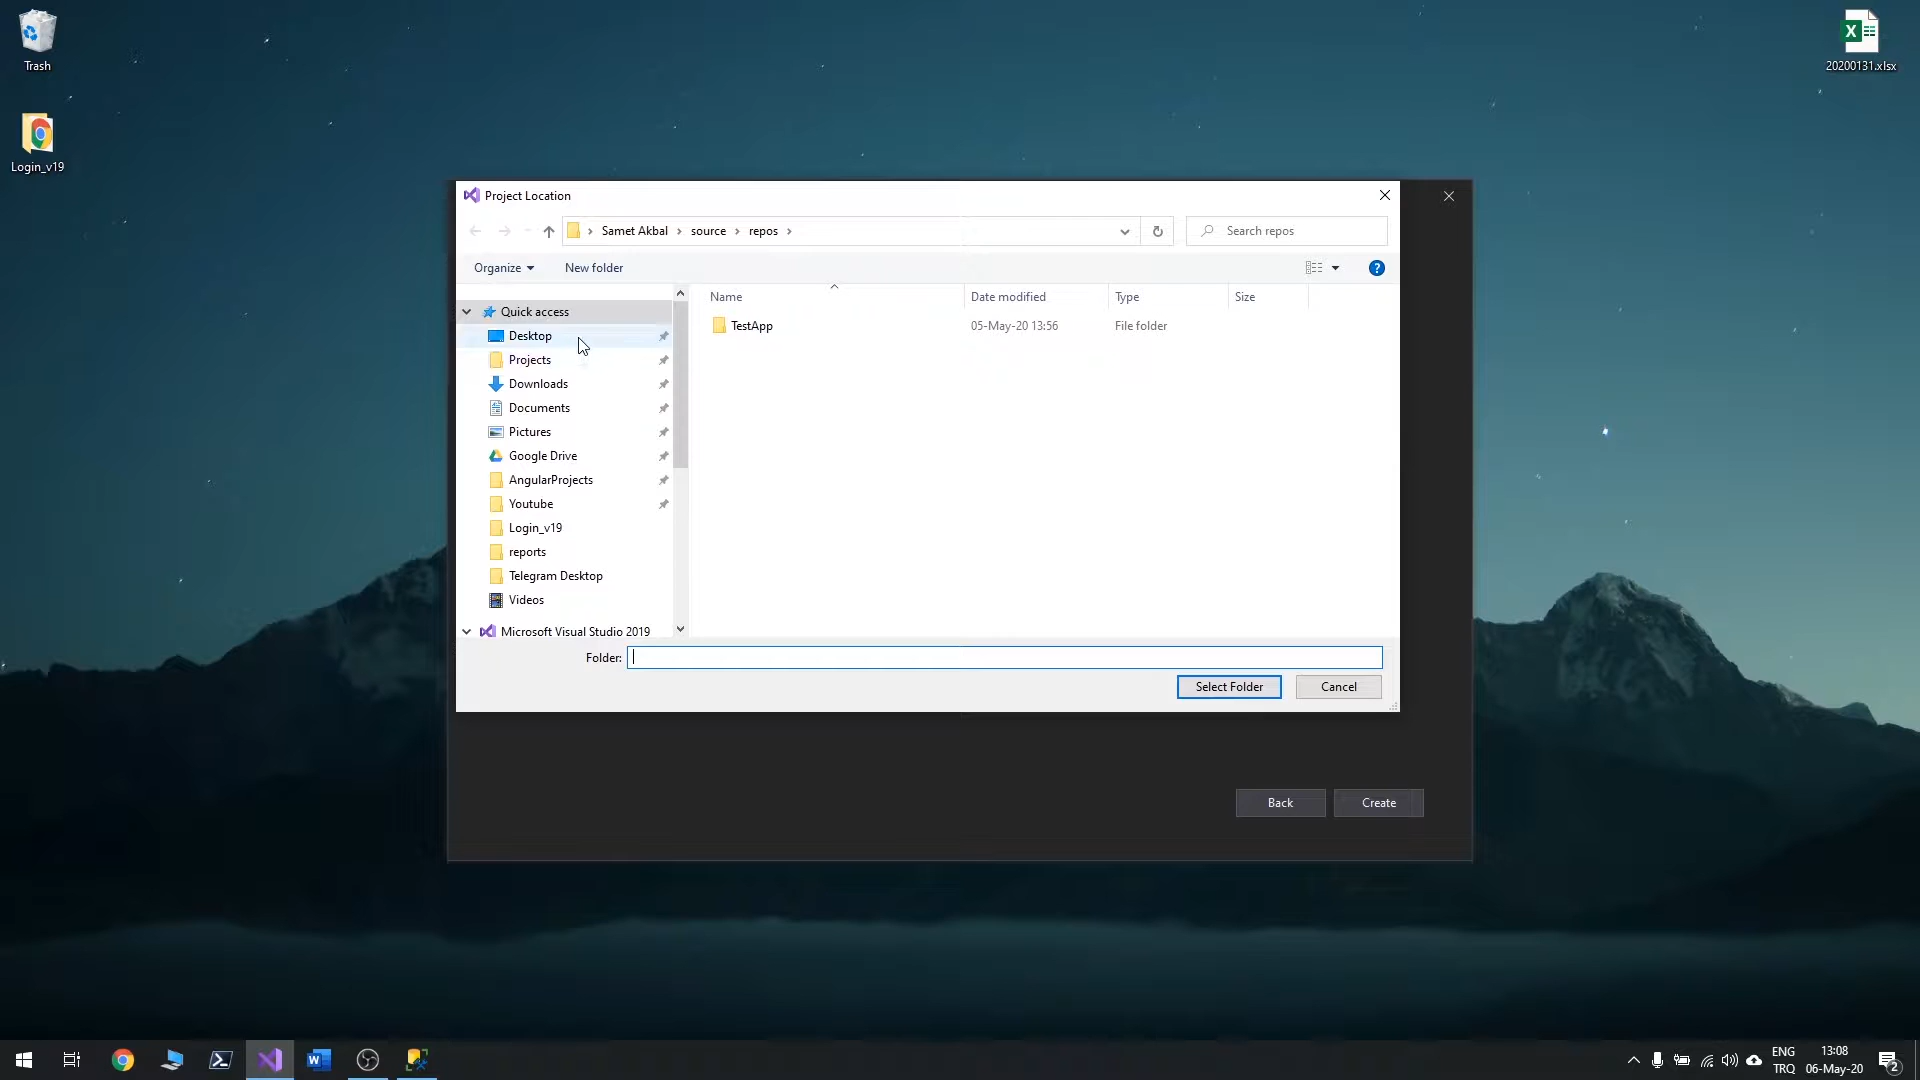 Trash
20200131.xlsx
Login_v19
Project Location
Samet Akbal > source > repos >
Search repos
Organize
New folder
Name
Date modified
Type
Size
Quick access
TestApp
05-May-20 13:56
File folder
Desktop
Projects
Downloads
Documents
Pictures
Google Drive
AngularProjects
Youtube
Login_v19
reports
Telegram Desktop
Videos
Microsoft Visual Studio 2019
Folder:
Select Folder
Cancel
Back
Create
ENG
TRQ
13:08
06-May-20
2